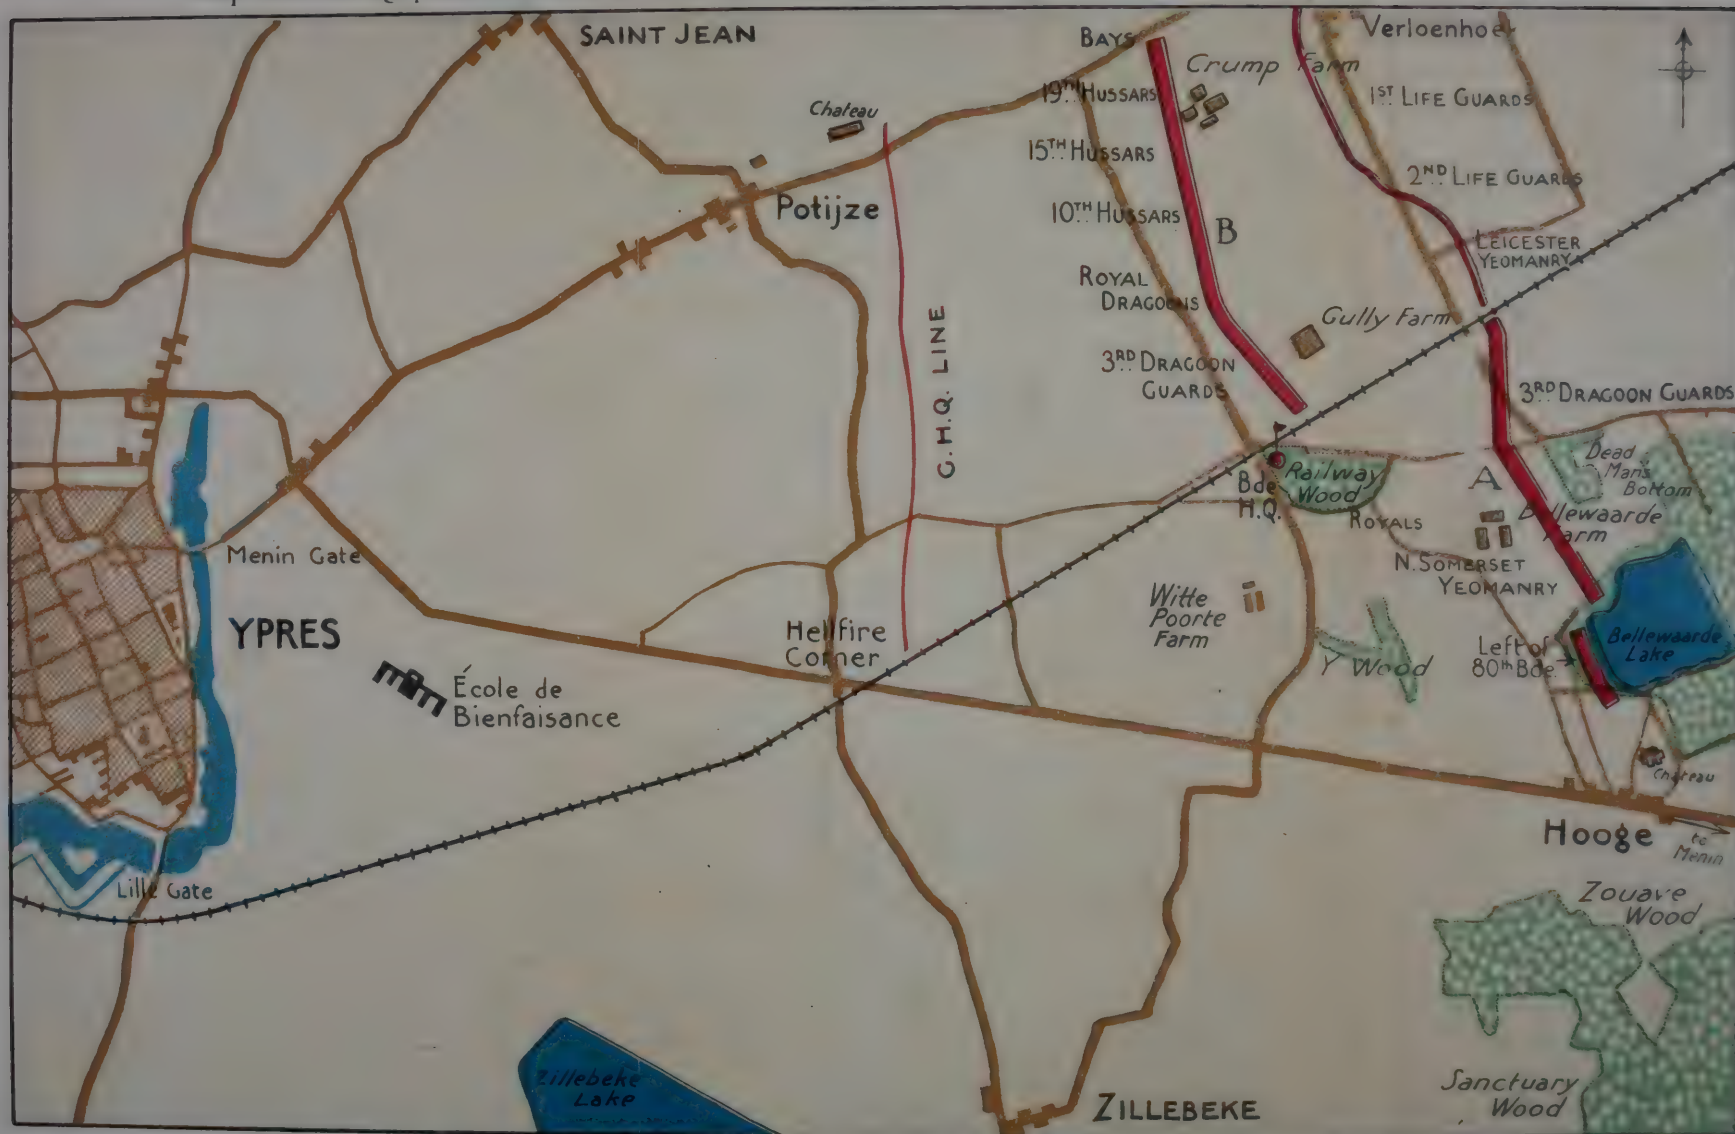 SAINT JEAN
BAYS
Verloenhoek
Crump Farm
19TH HUSSARS
1ST LIFE GUARDS
Chateau
15TH HUSSARS
2ND LIFE GUARDS
Potijze
10TH HUSSARS
B
LEICESTER
YEOMANRY
ROYAL
DRAGOONS
Gully Farm
G.H.Q. LINE
3RD DRAGOON
GUARDS
3RD DRAGOON GUARDS
Dead
Mans
Bottom
Railway
Wood
Bde
H.Q.
A
ROYALS
Bellewaarde
Farm
Menin Gate
N. SOMERSET
YEOMANRY
YPRES
Witte
Poorte
Farm
Hellfire
Corner
Y Wood
Left of
80th Bde.
Bellewaarde
Lake
École de
Bienfaisance
Chateau
Hooge
to
Menin
Lille Gate
Zouave
Wood
Zillebeke
Lake
ZILLEBEKE
Sanctuary
Wood